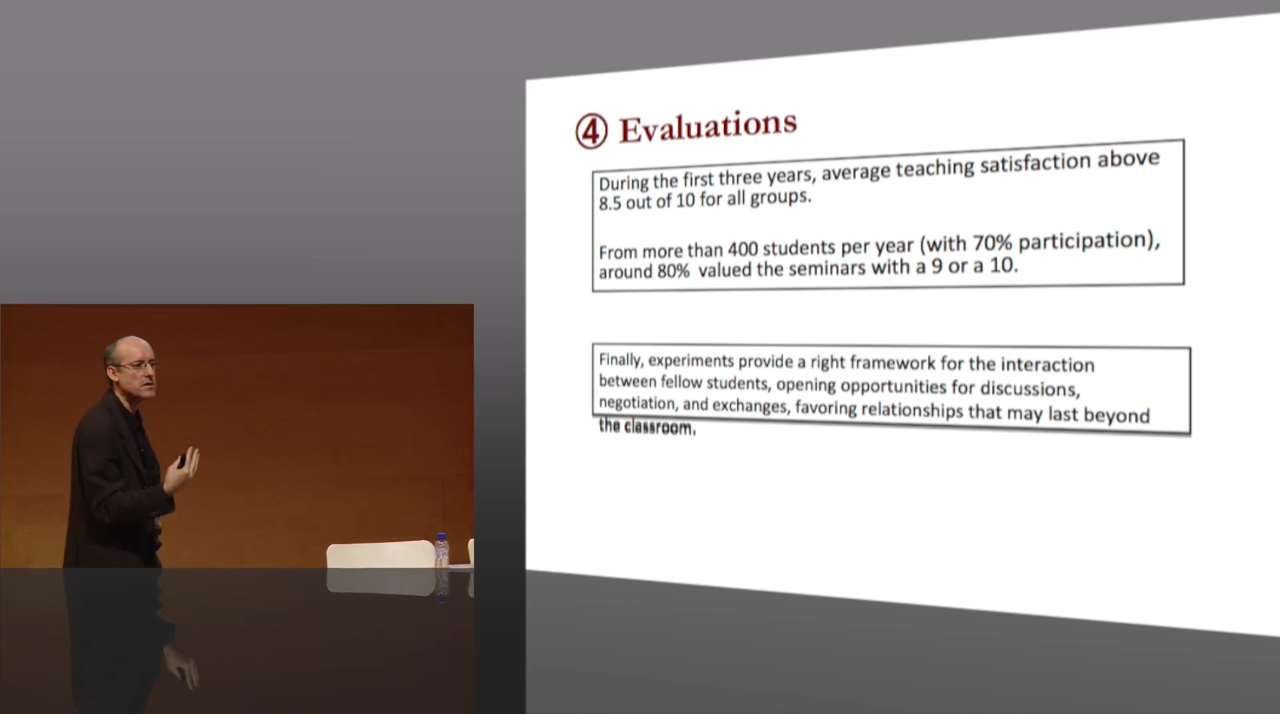 ④ Evaluations
During the first three years, average teaching satisfaction above
8.5 out of 10 for all groups.
From more than 400 students per year (with 70% participation),
around 80% valued the seminars with a 9 or a 10.
Finally, experiments provide a right framework for the interaction
between fellow students, opening opportunities for discussions,
negotiation, and exchanges, favoring relationships that may last beyond
the classroom.